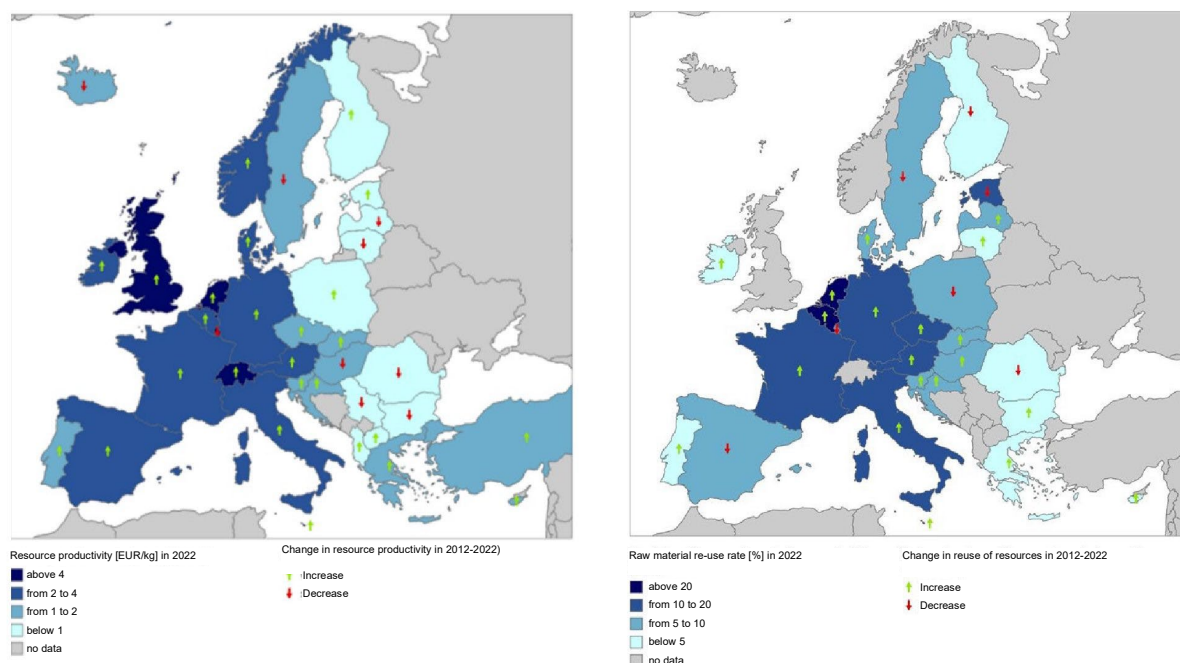 Resource productivity [EUR/kg] in 2022
above 4
from 2 to 4
from 1 to 2
below 1
no data
Change in resource productivity in 2012-2022)
Increase
Decrease
Raw material re-use rate [%] in 2022
above 20
from 10 to 20
from 5 to 10
below 5
no data
Change in reuse of resources in 2012-2022
Increase
Decrease